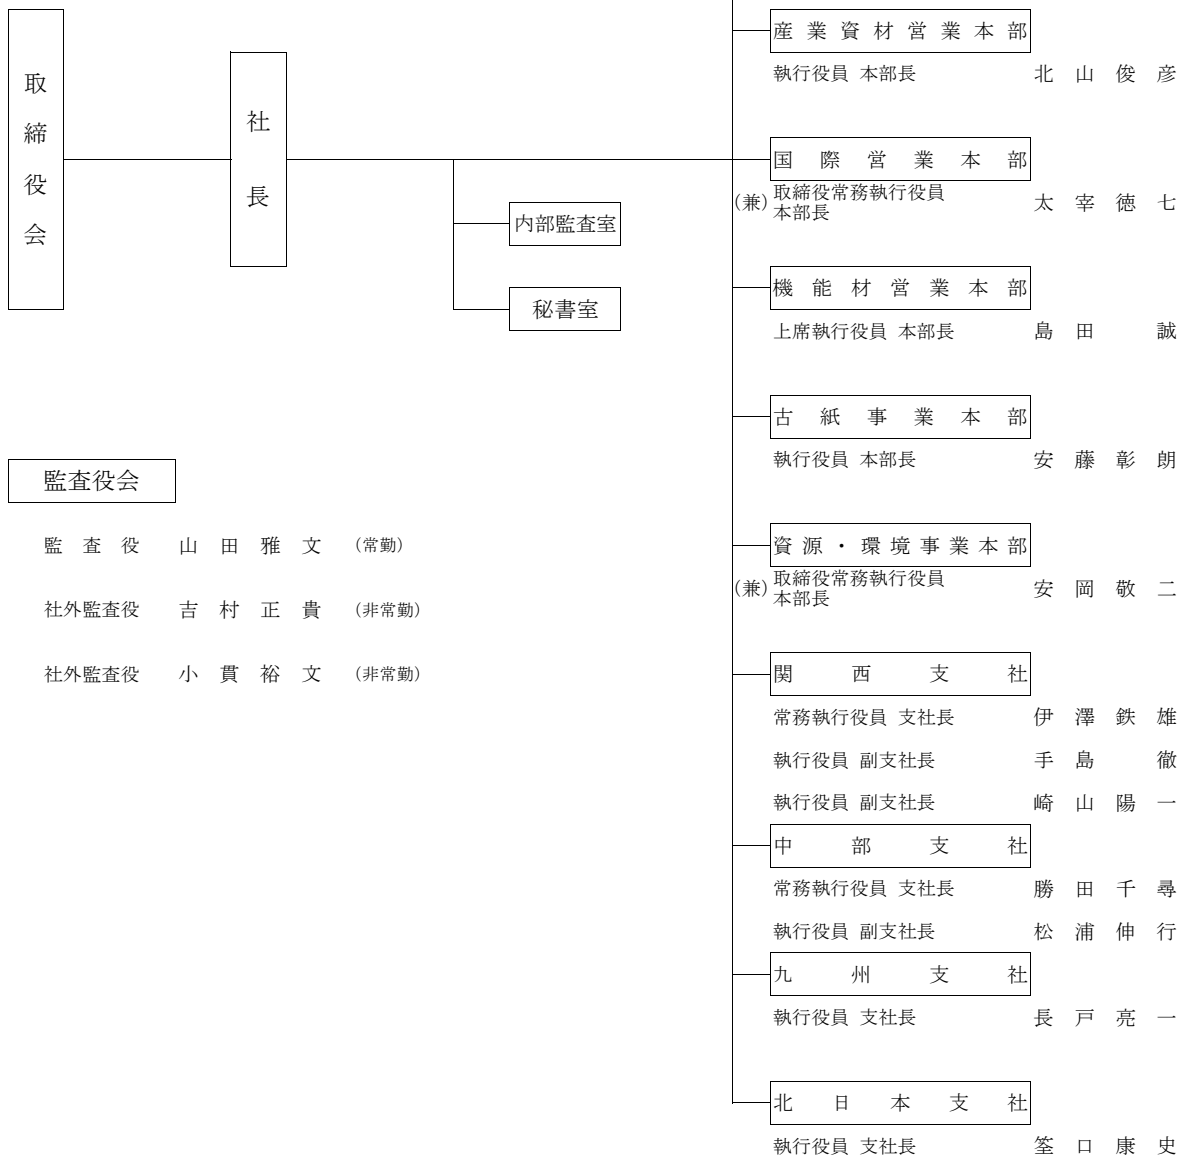 取締役会
社長
内部監査室
秘書室
監査役会
監査役 山田雅文 (常勤)
社外監査役 吉村正貴 (非常勤)
社外監査役 小貫裕文 (非常勤)
産業資材営業本部
執行役員 本部長 北山俊彦
国際営業本部
(兼) 取締役常務執行役員
本部長 太宰徳七
機能材営業本部
上席執行役員 本部長 島田 誠
古紙事業本部
執行役員 本部長 安藤彰朗
資源・環境事業本部
(兼) 取締役常務執行役員
本部長 安岡敬二
関西支社
常務執行役員 支社長 伊澤鉄雄
執行役員 副支社長 手島 徹
執行役員 副支社長 崎山陽一
中部支社
常務執行役員 支社長 勝田千尋
執行役員 副支社長 松浦伸行
九州支社
執行役員 支社長 長戸亮一
北日本支社
執行役員 支社長 筌口康史